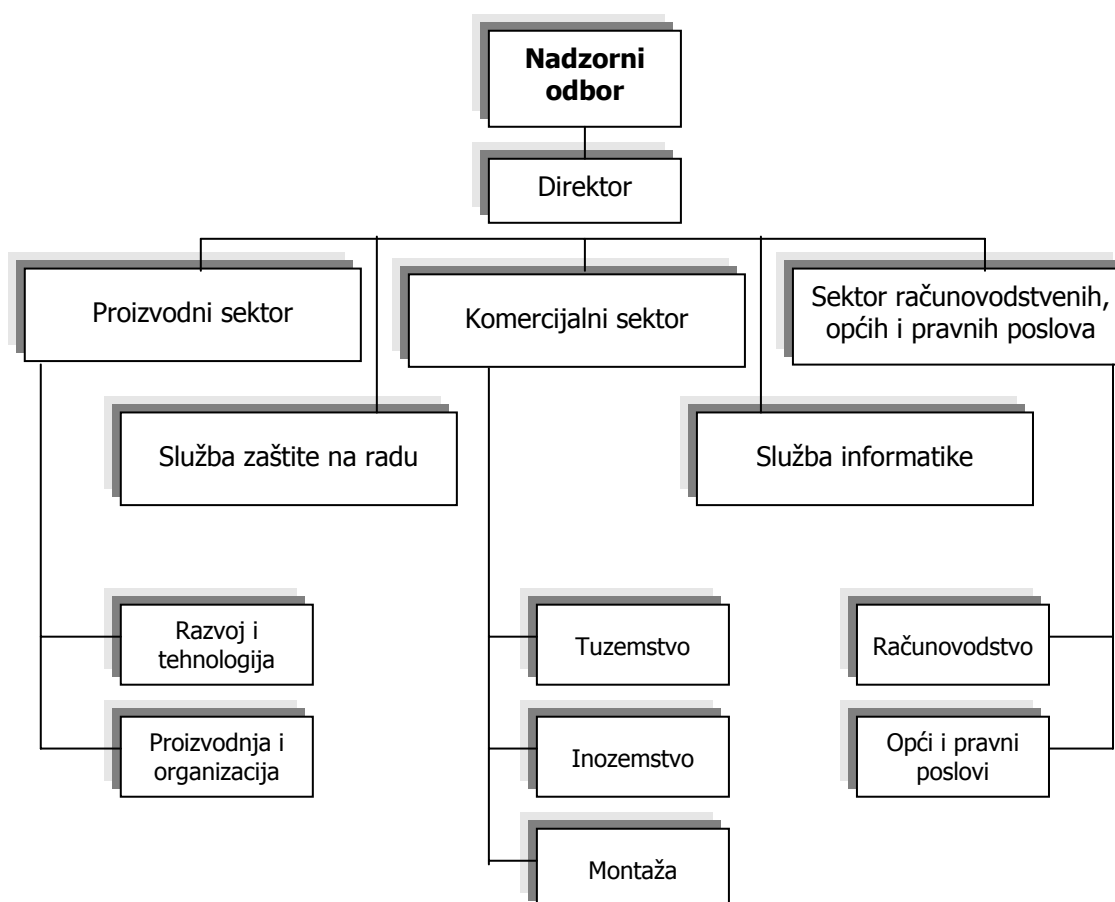 Nadzorni
odbor
Direktor
Proizvodni sektor
Komercijalni sektor
Sektor računovodstvenih,
općih i pravnih poslova
Služba zaštite na radu
Služba informatike
Razvoj i
tehnologija
Tuzemstvo
Računovodstvo
Proizvodnja i
organizacija
Inozemstvo
Opći i pravni
poslovi
Montaža